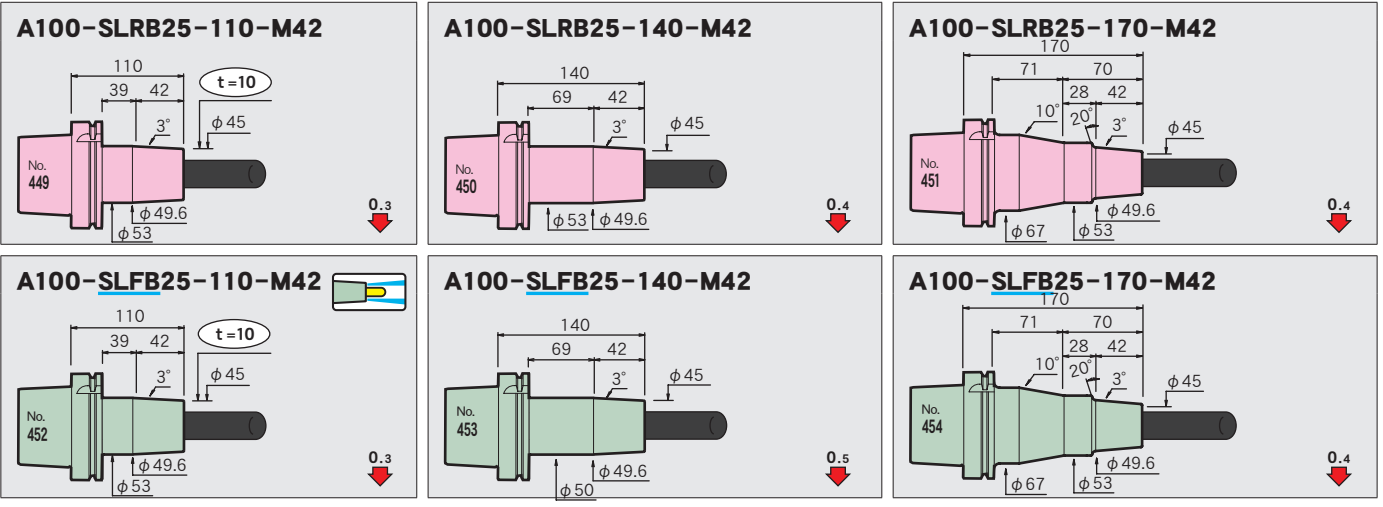 A100-SLRB25-110-M42
110
39 42
t=10
3°
φ45
No.
449
φ49.6
φ53
0.3
A100-SLRB25-140-M42
140
69 42
3°
φ45
No.
450
φ53 φ49.6
0.4
A100-SLRB25-170-M42
170
71 70
28 42
10°
20°
3°
φ45
No.
451
φ49.6
φ67 φ53
0.4
A100-SLFB25-110-M42
110
39 42
t=10
3°
φ45
No.
452
φ49.6
φ53
0.3
A100-SLFB25-140-M42
140
69 42
3°
φ45
No.
453
φ49.6
φ50
0.5
A100-SLFB25-170-M42
170
71 70
28 42
10°
20°
3°
φ45
No.
454
φ49.6
φ67 φ53
0.4